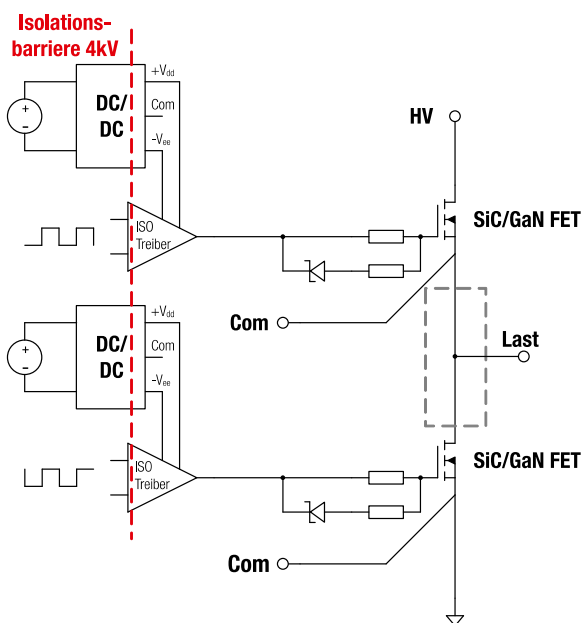 Isolations-
barriere 4kV
+Vdd
DC/
DC
Com
-Vee
+
−
HV
SiC/GaN FET
ISO
Treiber
Com
Last
+Vdd
DC/
DC
Com
-Vee
+
−
SiC/GaN FET
ISO
Treiber
Com